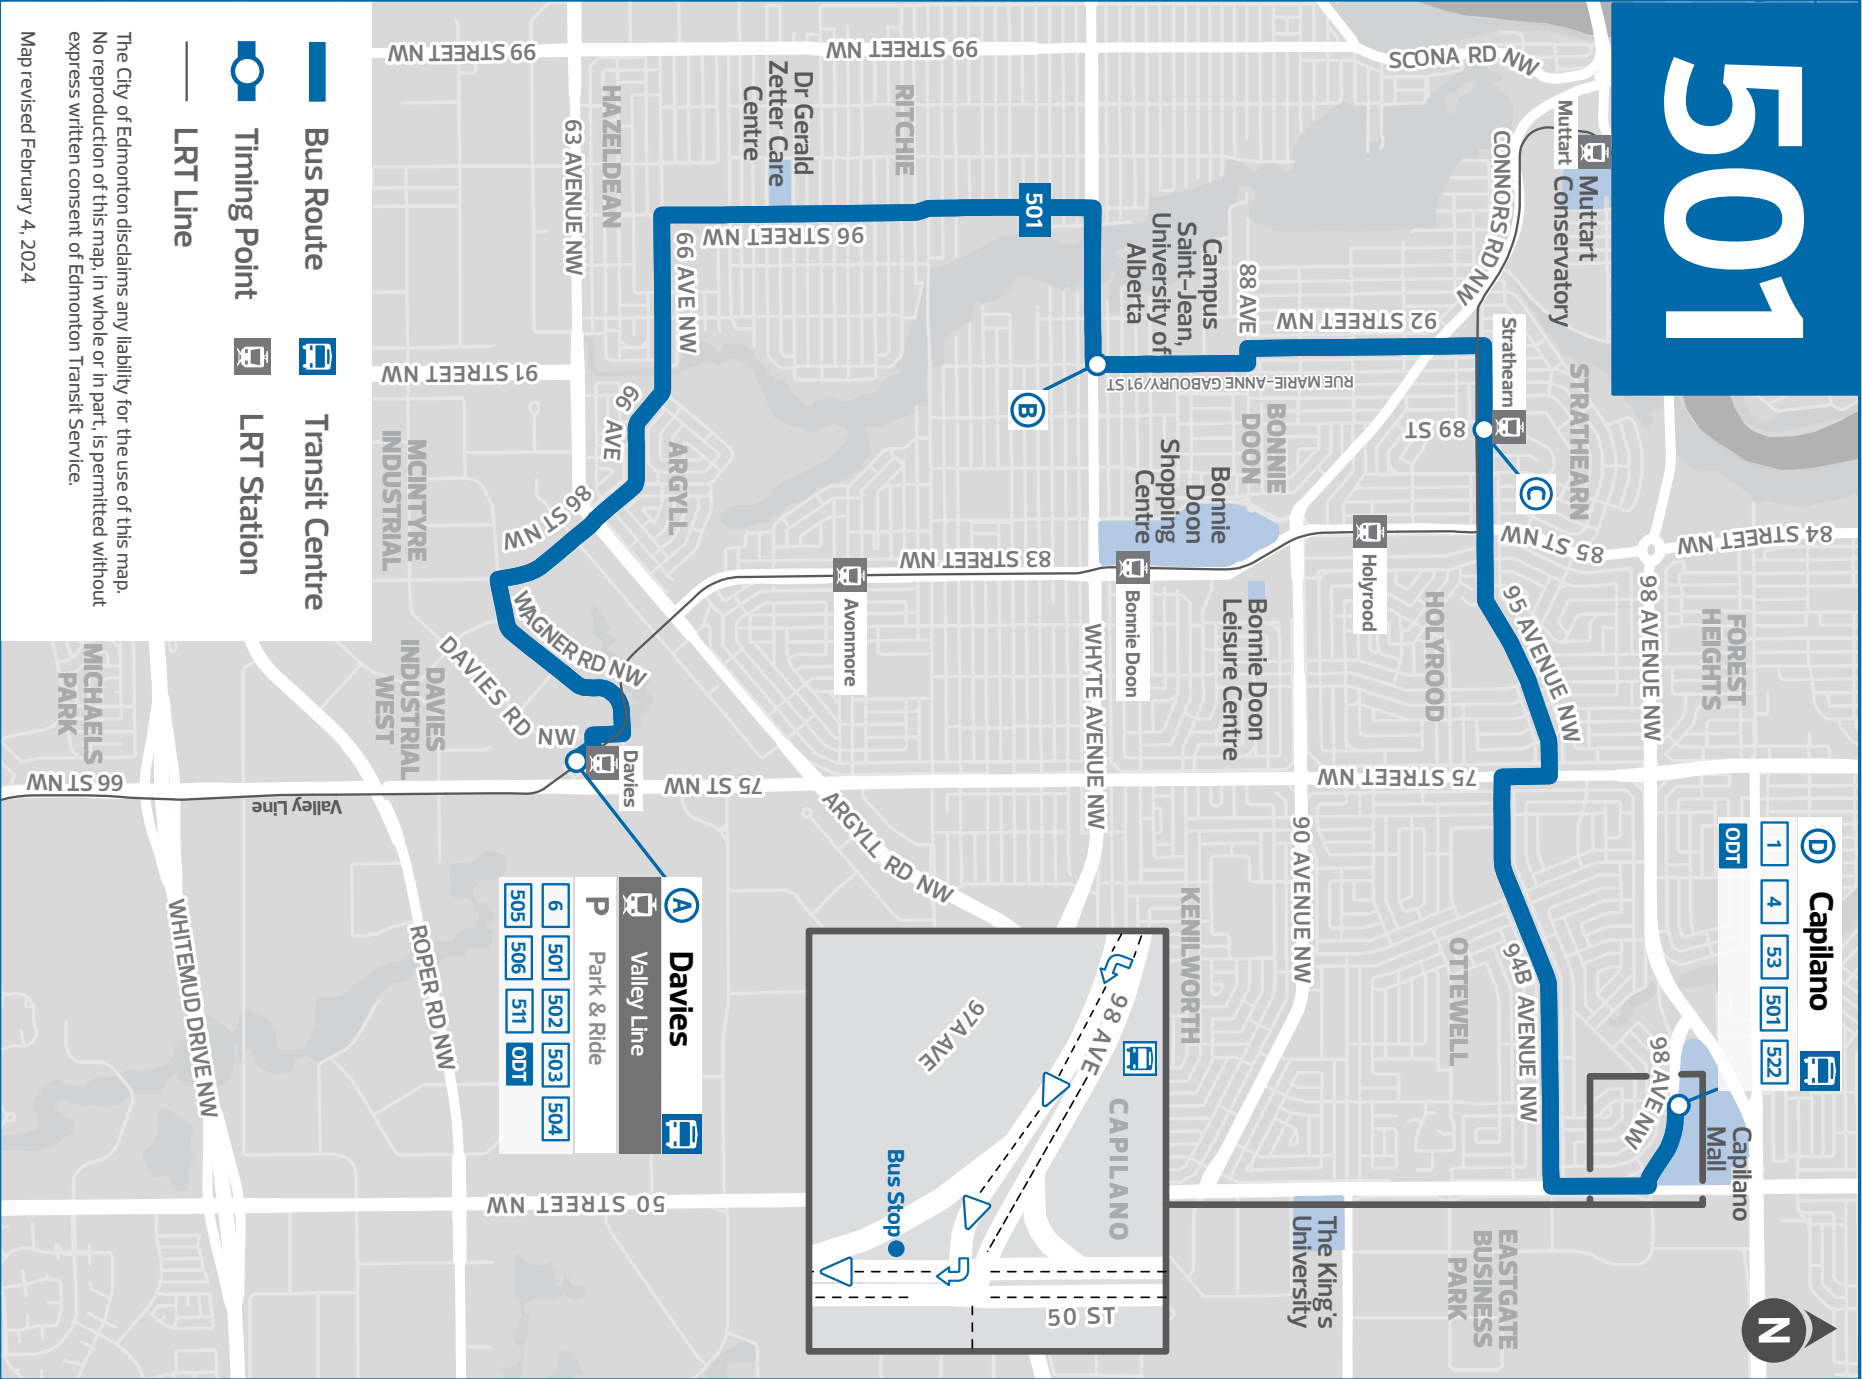 501
Bus Route
Timing Point
LRT Line
Transit Centre
LRT Station
The City of Edmonton disclaims any liability for the use of this map.
No reproduction of this map, in whole or in part, is permitted without
express written consent of Edmonton Transit Service.
Map revised February 4, 2024
D Capilano
1 4 53 501 522
ODT
A Davies
Valley Line
P Park & Ride
6 501 502 503 504
505 506 511 ODT
N
SCONA RD NW
CONNORS RD NW
Muttart
Muttart
Conservatory
Strathearn
STRATHEARN
C
89 ST
92 STREET NW
88 AVE
Campus
Saint-Jean,
University of
Alberta
RUE MARIE-ANNE GABOURY/91 ST
B
501
99 STREET NW
99 STREET NW
RITCHIE
Dr Gerald
Zetter Care
Centre
HAZELDEAN
63 AVENUE NW
96 STREET NW
66 AVE NW
91 STREET NW
66
AVE
ARGYLL
86 ST NW
MCINTYRE
INDUSTRIAL
WAGNER RD NW
DAVIES RD
NW
DAVIES
INDUSTRIAL
WEST
Davies
MICHAELS
PARK
66 ST NW
Valley Line
75 ST NW
ARGYLL RD NW
ROPER RD NW
WHITEMUD DRIVE NW
50 STREET NW
83 STREET NW
Avonmore
Bonnie Doon
WHYTE AVENUE NW
Bonnie
Doon
Shopping
Centre
BONNIE
DOON
Bonnie Doon
Leisure Centre
Holyrood
HOLYROOD
85 ST NW
84 STREET NW
98 AVENUE NW
FOREST
HEIGHTS
95 AVENUE NW
75 STREET NW
90 AVENUE NW
KENILWORTH
OTTEWELL
94B AVENUE NW
98 AVE NW
Capilano
Mall
The King's
University
EASTGATE
BUSINESS
PARK
98 AVE
97A AVE
CAPILANO
Bus Stop
50 ST